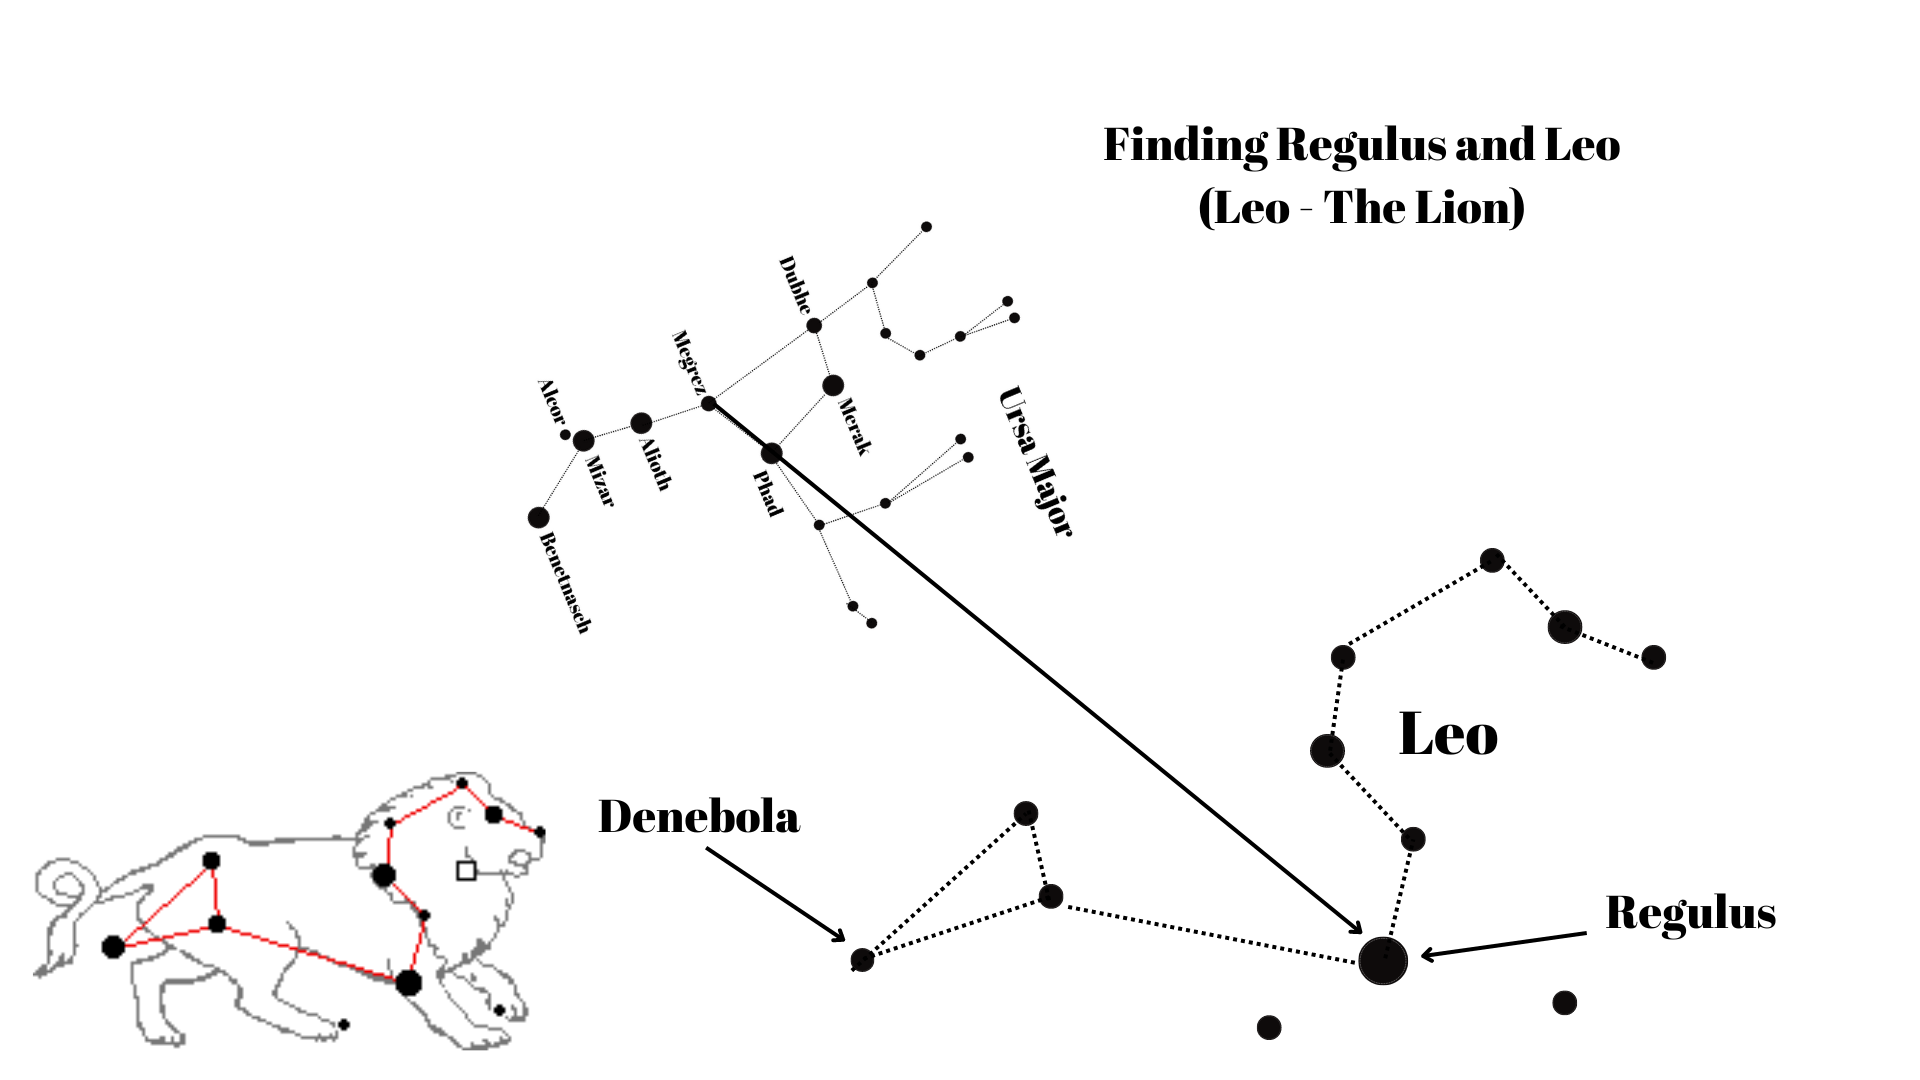 Finding Regulus and Leo
(Leo - The Lion)
Dubhe
Megrez
Alcor
Merak
Alioth
Mizar
Phad
Ursa Major
Benetnasch
Leo
Denebola
Regulus